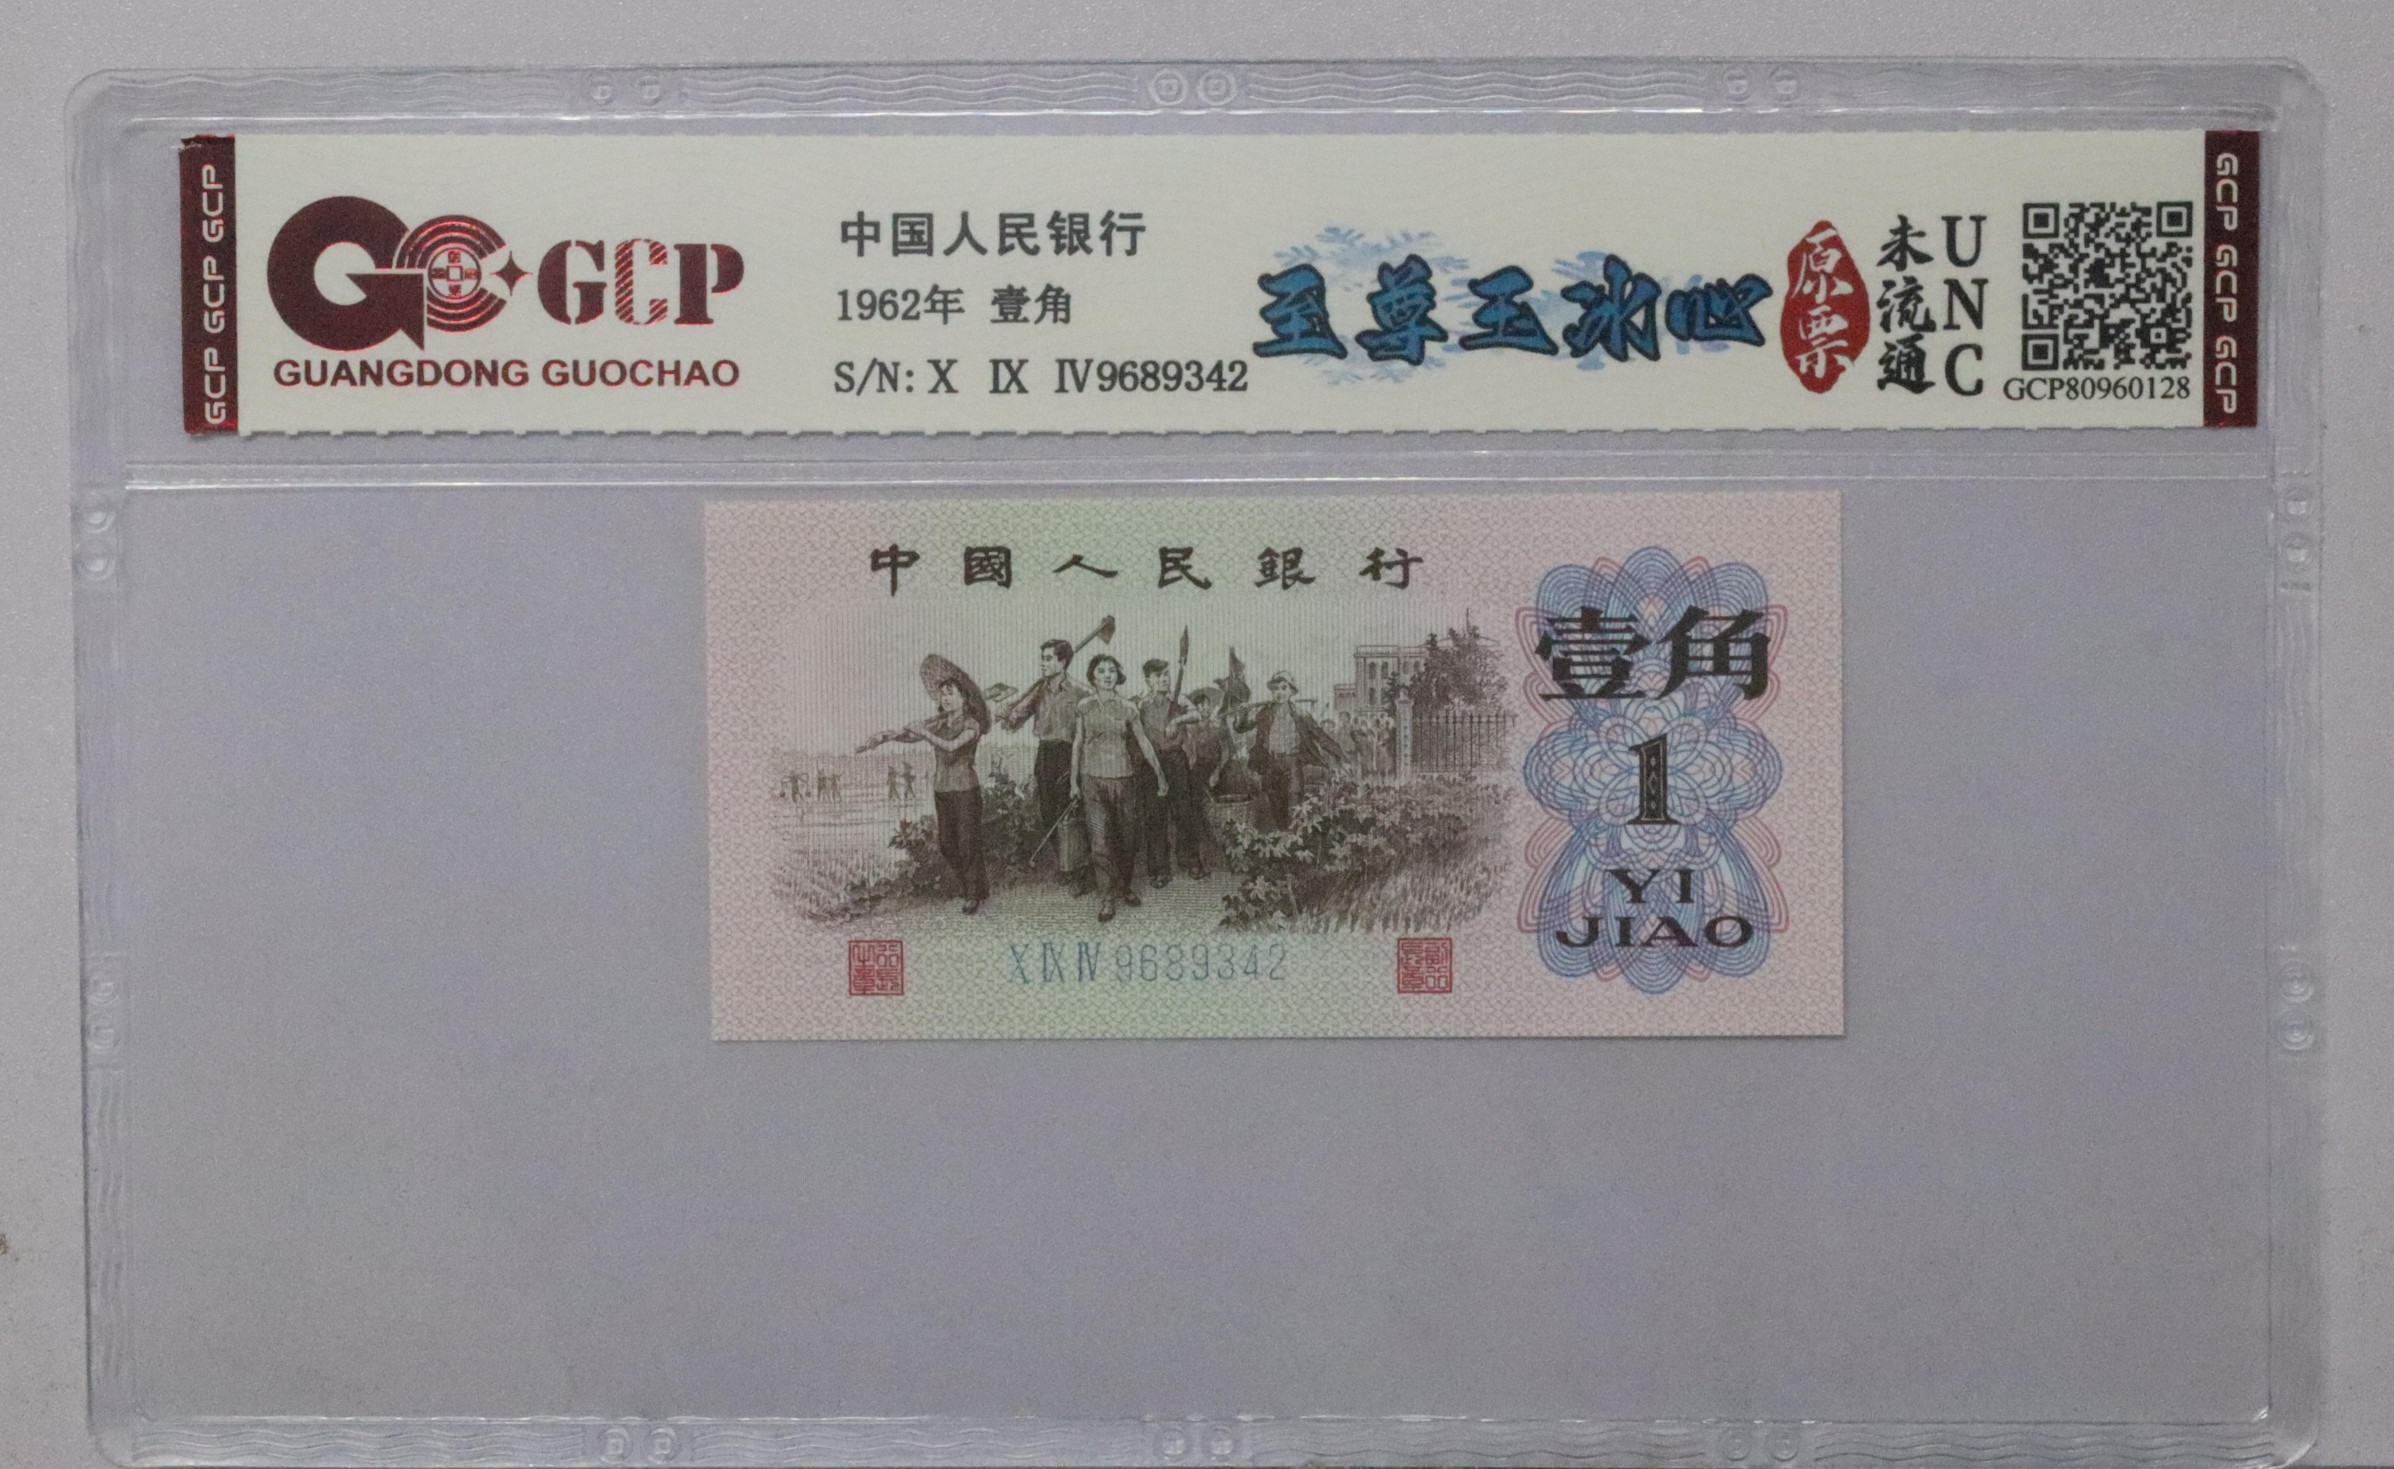 GCP GCP GCP
GCP
GUANGDONG GUOCHAO
中国人民银行
1962年 壹角
S/N: X Ⅸ Ⅳ9689342
至尊玉冰心
原票
未流通
UNC
GCP80960128
GCP GCP GCP
中國人民銀行
壹角
1
YI
JIAO
X Ⅸ Ⅳ 9689342